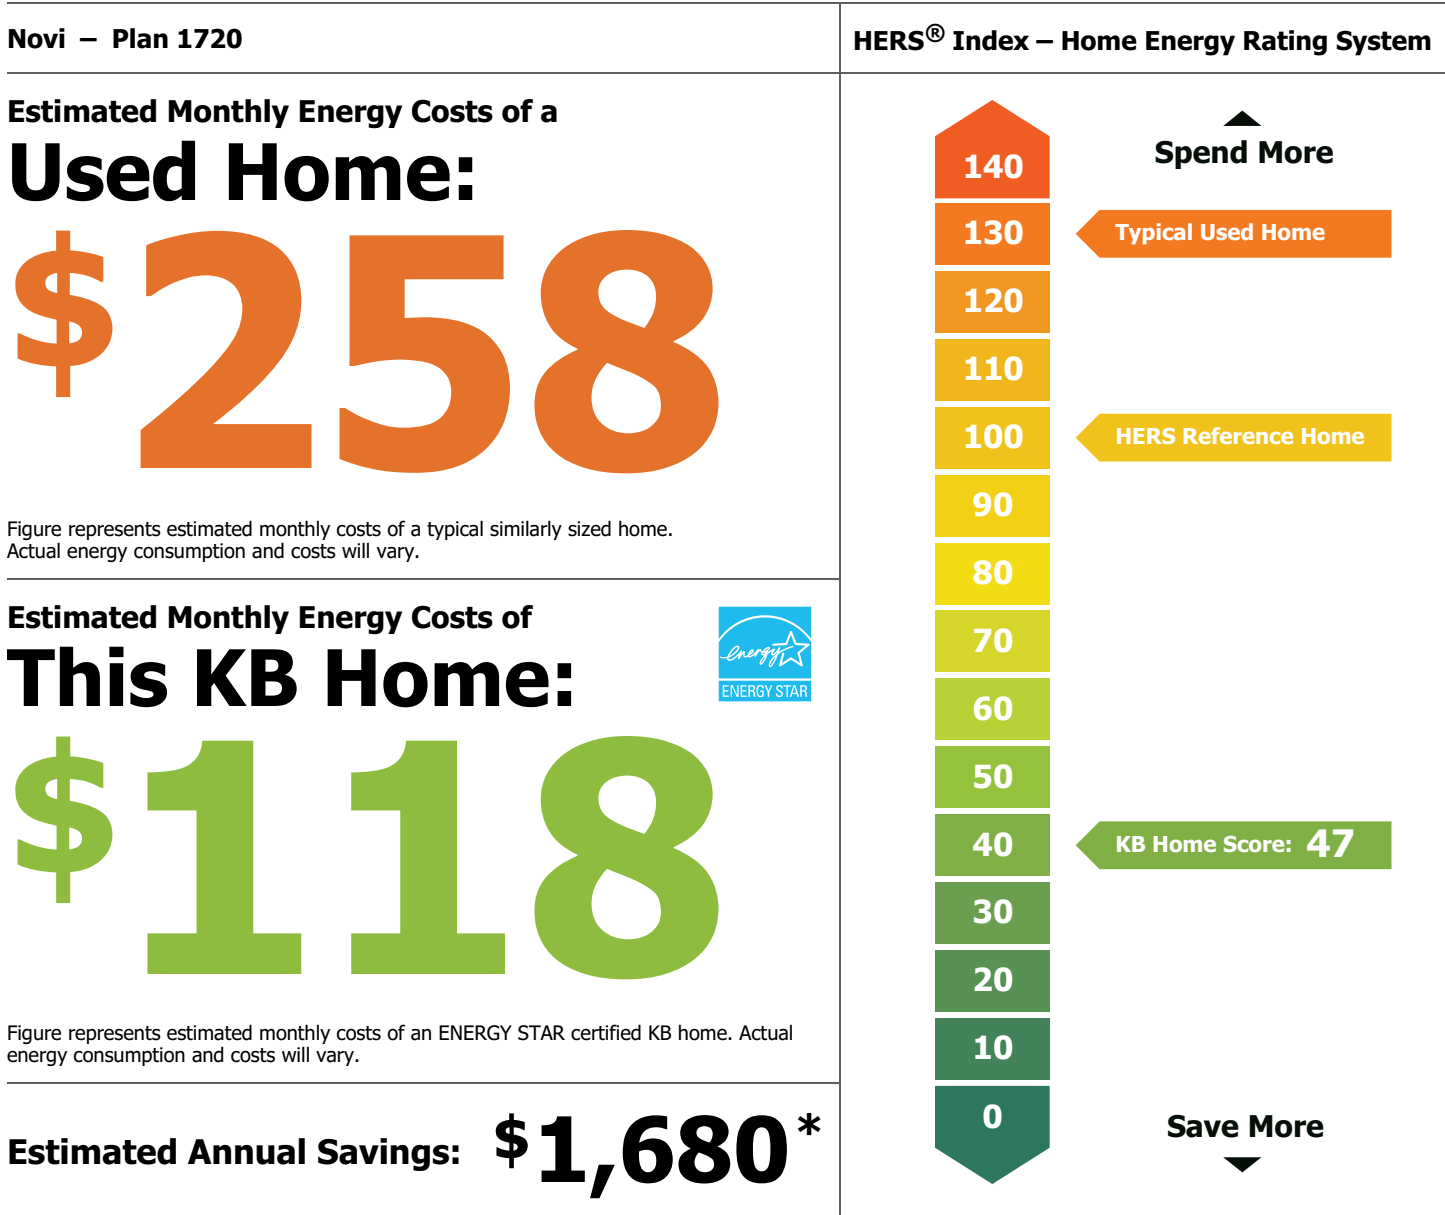 Novi – Plan 1720
Estimated Monthly Energy Costs of a
Used Home:
$258
Figure represents estimated monthly costs of a typical similarly sized home.
Actual energy consumption and costs will vary.
Estimated Monthly Energy Costs of
This KB Home:
energy
ENERGY STAR
$118
Figure represents estimated monthly costs of an ENERGY STAR certified KB home. Actual
energy consumption and costs will vary.
Estimated Annual Savings: $1,680*
HERS® Index – Home Energy Rating System
Spend More
140
130 Typical Used Home
120
110
100 HERS Reference Home
90
80
70
60
50
40 KB Home Score: 47
30
20
10
0
Save More